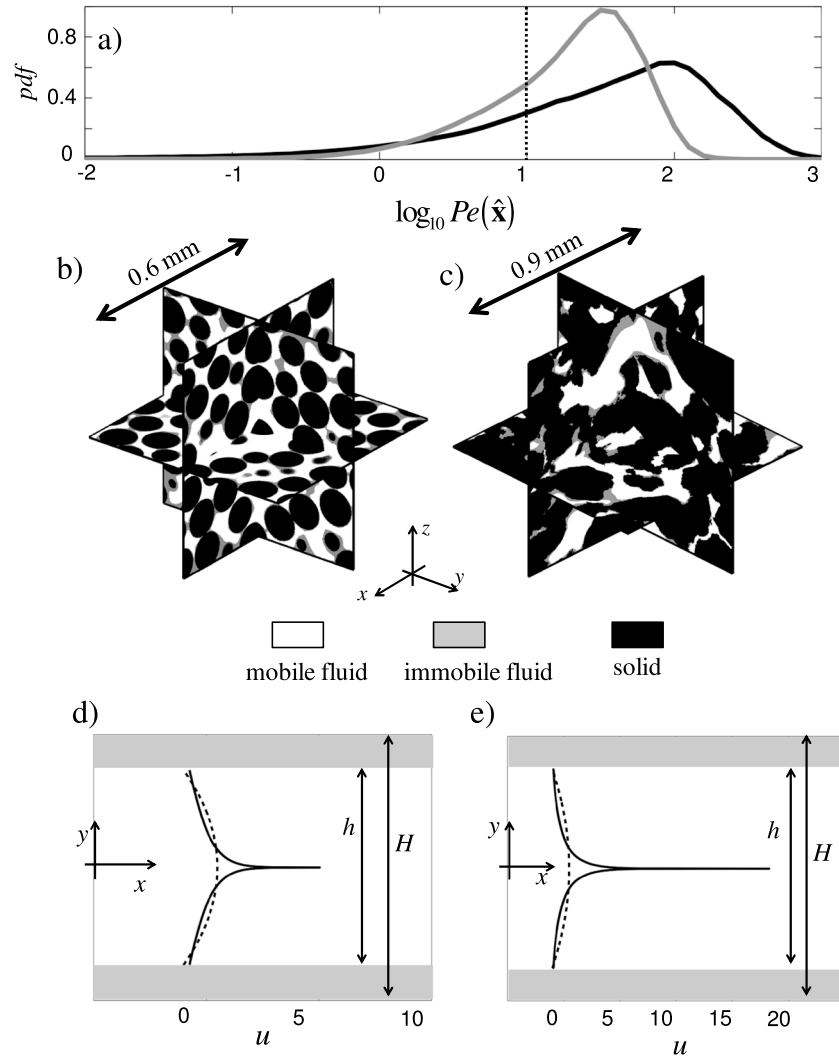 a)
pdf
0.8
0.4
0
-2 -1 0 1 2 3
log₁₀ Pe(x̂)
b)
0.6 mm
c)
0.9 mm
z
x
y
mobile fluid
immobile fluid
solid
d)
y
x
h
H
0 5 10
u
e)
y
x
h
H
0 5 10 15 20
u